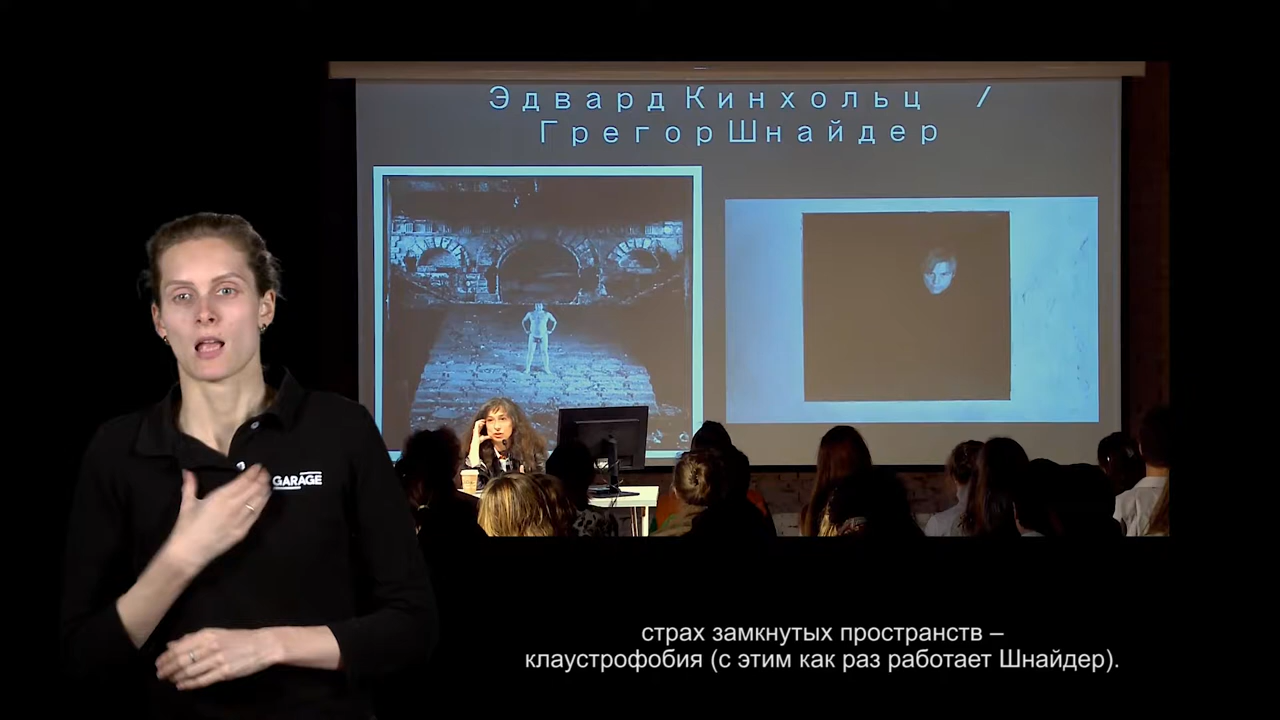 Эдвард Кинхольц /
Грегор Шнайдер
GARAGE
страх замкнутых пространств –
клаустрофобия (с этим как раз работает Шнайдер).